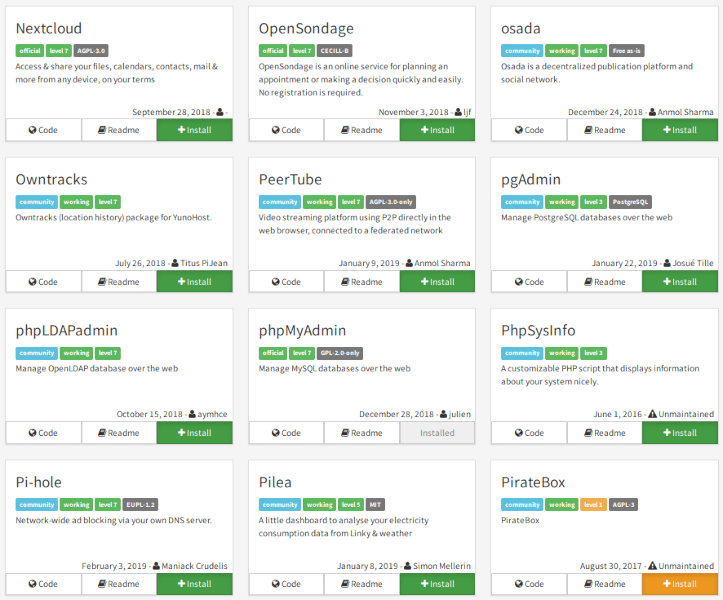 Nextcloud
official level 7 AGPL-3.0
Access & share your files, calendars, contacts, mail &
more from any device, on your terms
September 28, 2018 - -
Code Readme Install
OpenSondage
official level 7 CECILL-B
OpenSondage is an online service for planning an
appointment or making a decision quickly and easily.
No registration is required.
November 3, 2018 - ljf
Code Readme Install
osada
community working level 7 Free as-is
Osada is a decentralized publication platform and
social network.
December 24, 2018 - Anmol Sharma
Code Readme Install
Owntracks
community working level 7
Owntracks (location history) package for YunoHost.
July 26, 2018 - Titus PiJean
Code Readme Install
PeerTube
community working level 7 AGPL-3.0-only
Video streaming platform using P2P directly in the
web browser, connected to a federated network
January 9, 2019 - Anmol Sharma
Code Readme Install
pgAdmin
community working level 3 PostgreSQL
Manage PostgreSQL databases over the web
January 22, 2019 - Josué Tille
Code Readme Install
phpLDAPadmin
community working level 7
Manage OpenLDAP database over the web
October 15, 2018 - aymhce
Code Readme Install
phpMyAdmin
official level 7 GPL-2.0-only
Manage MySQL databases over the web
December 28, 2018 - julien
Code Readme Installed
PhpSysInfo
community working level 3
A customizable PHP script that displays information
about your system nicely.
June 1, 2016 - Unmaintained
Code Readme Install
Pi-hole
community working level 7 EUPL-1.2
Network-wide ad blocking via your own DNS server.
February 3, 2019 - Maniack Crudelis
Code Readme Install
Pilea
community working level 5 MIT
A little dashboard to analyse your electricity
consumption data from Linky & weather
January 8, 2019 - Simon Mellerin
Code Readme Install
PirateBox
community working level 1 AGPL-3
PirateBox
August 30, 2017 - Unmaintained
Code Readme Install